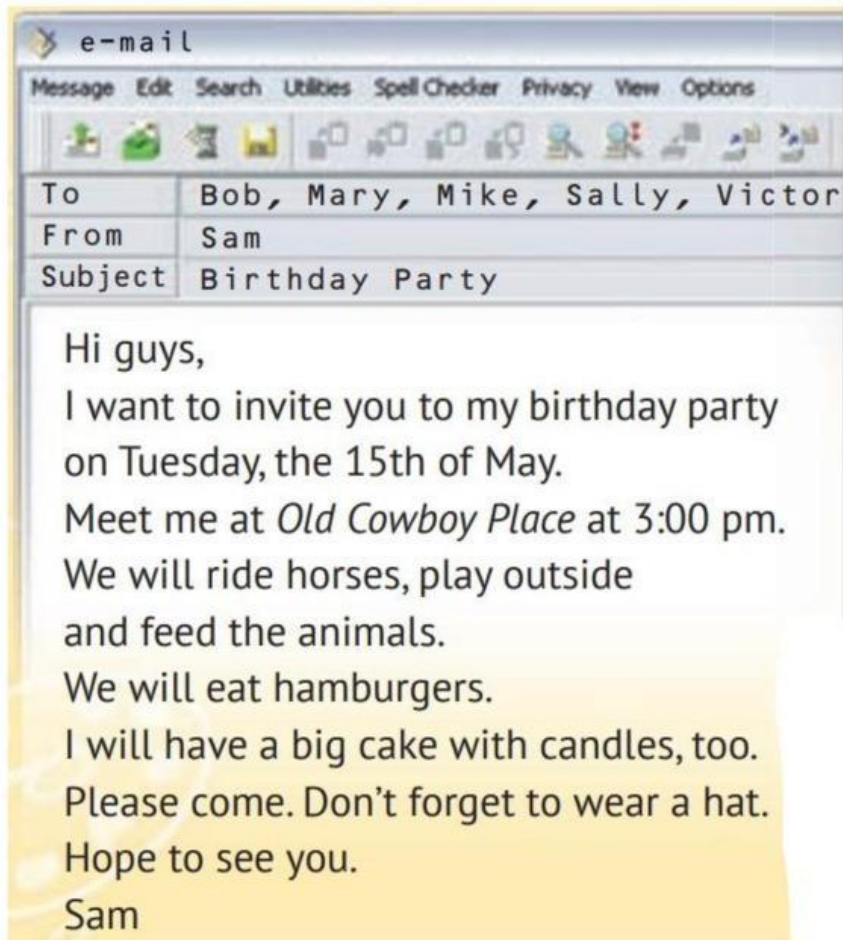 e-mail
Message Edit Search Utilities Spell Checker Privacy View Options
To Bob, Mary, Mike, Sally, Victor
From Sam
Subject Birthday Party
Hi guys,
I want to invite you to my birthday party
on Tuesday, the 15th of May.
Meet me at Old Cowboy Place at 3:00 pm.
We will ride horses, play outside
and feed the animals.
We will eat hamburgers.
I will have a big cake with candles, too.
Please come. Don't forget to wear a hat.
Hope to see you.
Sam